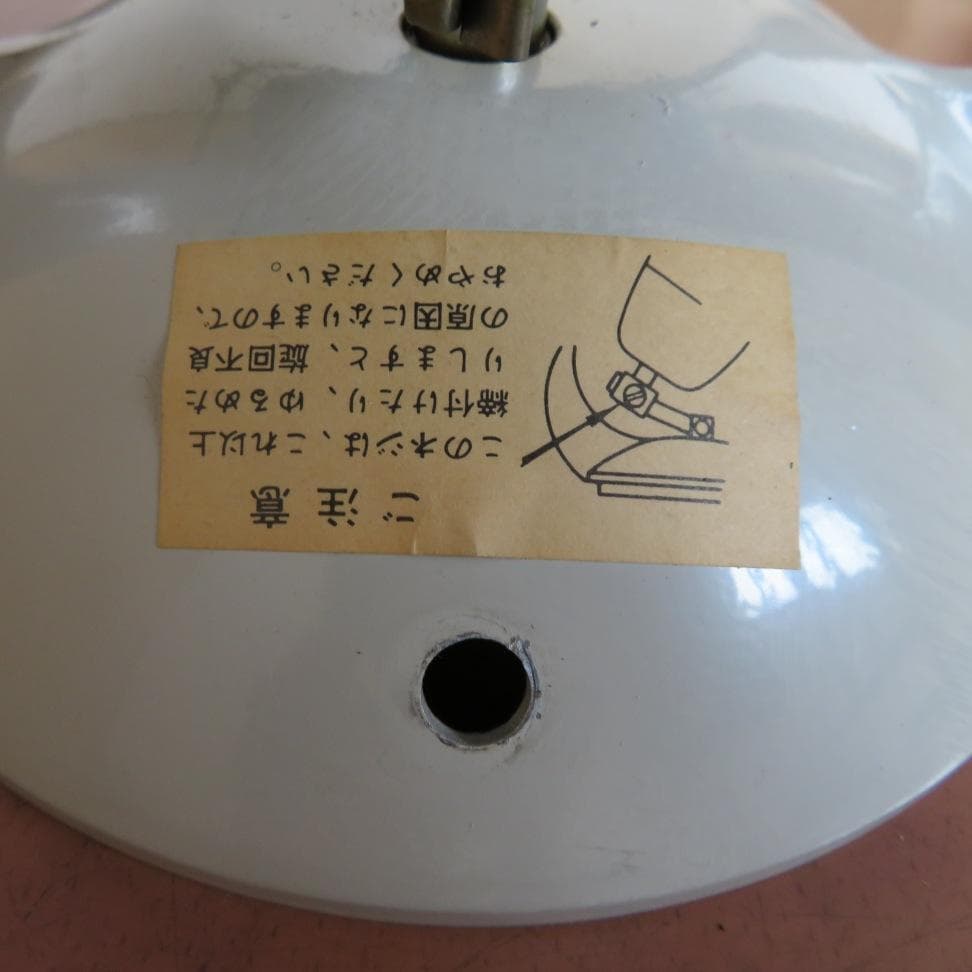 ご注意
このネジは、これ以上
締付けたり、ゆるめた
りしますと、旋回不良
の原因になりますので、
おやめください。